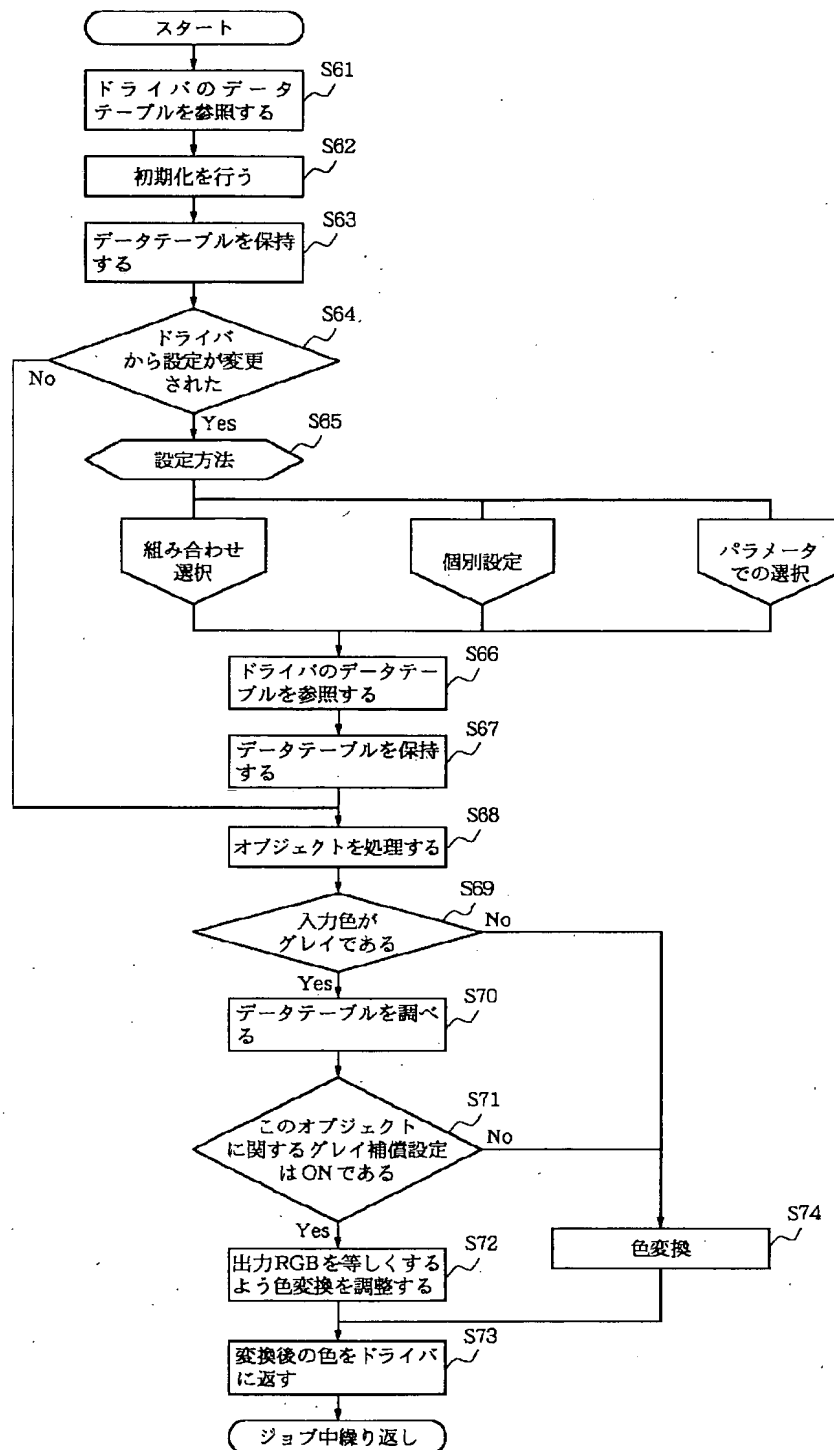 スタート
S61
ドライバのデータ
テーブルを参照する
S62
初期化を行う
S63
データテーブルを保持
する
S64
ドライバ
から設定が変更
された
No
Yes
S65
設定方法
組み合わせ
選択
個別設定
パラメータ
での選択
S66
ドライバのデータテー
ブルを参照する
S67
データテーブルを保持
する
S68
オブジェクトを処理する
S69
入力色が
グレイである
No
Yes
S70
データテーブルを調べ
る
S71
このオブジェクト
に関するグレイ補償設定
はONである
No
Yes
S72
出力RGBを等しくする
よう色変換を調整する
S74
色変換
S73
変換後の色をドライバ
に返す
ジョブ中繰り返し